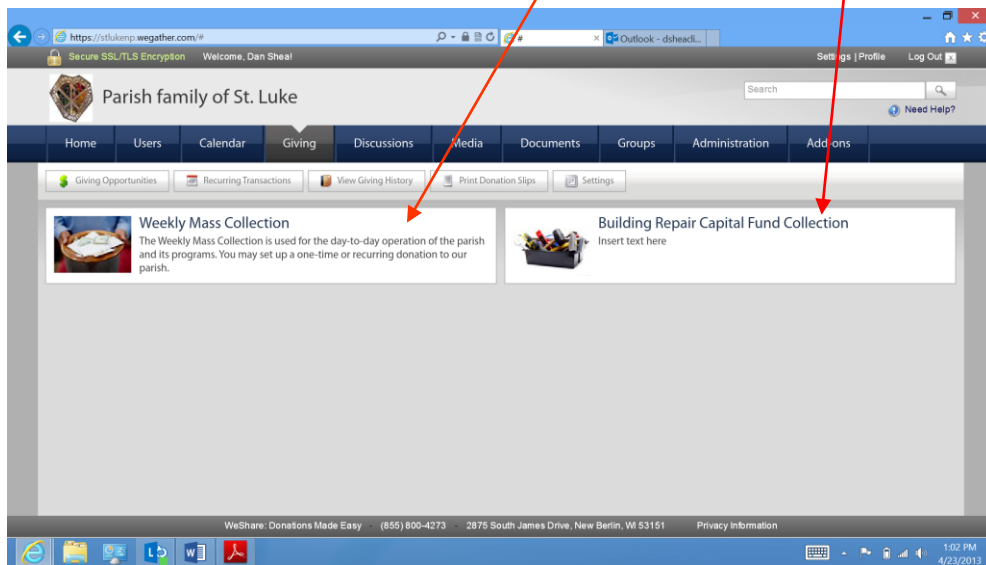 https://stlukenp.wegather.com/#
#
Outlook - dsheacli...
Secure SSL/TLS Encryption Welcome, Dan Shea!
Settings | Profile Log Out x
Parish family of St. Luke
Search
Need Help?
Home Users Calendar Giving Discussions Media Documents Groups Administration Add-ons
Giving Opportunities Recurring Transactions View Giving History Print Donation Slips Settings
Weekly Mass Collection
The Weekly Mass Collection is used for the day-to-day operation of the parish
and its programs. You may set up a one-time or recurring donation to our
parish.
Building Repair Capital Fund Collection
Insert text here
WeShare: Donations Made Easy - (855) 800-4273 - 2875 South James Drive, New Berlin, WI 53151 Privacy Information
1:02 PM
4/23/2013